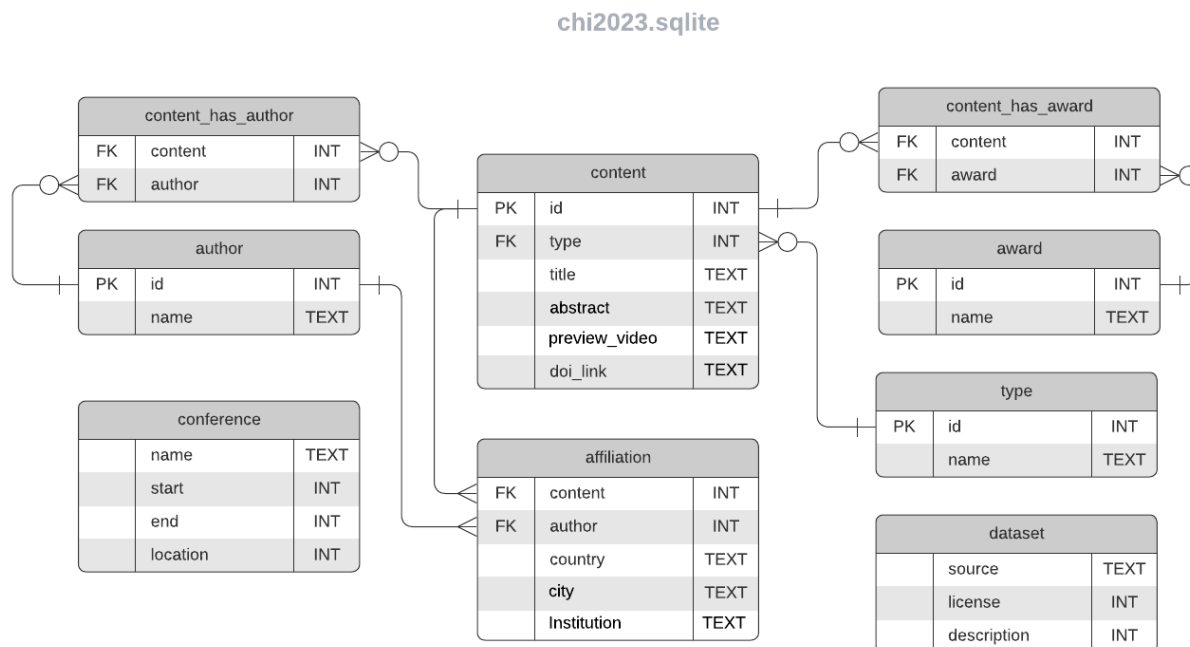 chi2023.sqlite
content_has_author
FK content INT
FK author INT
author
PK id INT
name TEXT
conference
name TEXT
start INT
end INT
location INT
content
PK id INT
FK type INT
title TEXT
abstract TEXT
preview_video TEXT
doi_link TEXT
affiliation
FK content INT
FK author INT
country TEXT
city TEXT
Institution TEXT
content_has_award
FK content INT
FK award INT
award
PK id INT
name TEXT
type
PK id INT
name TEXT
dataset
source TEXT
license INT
description INT